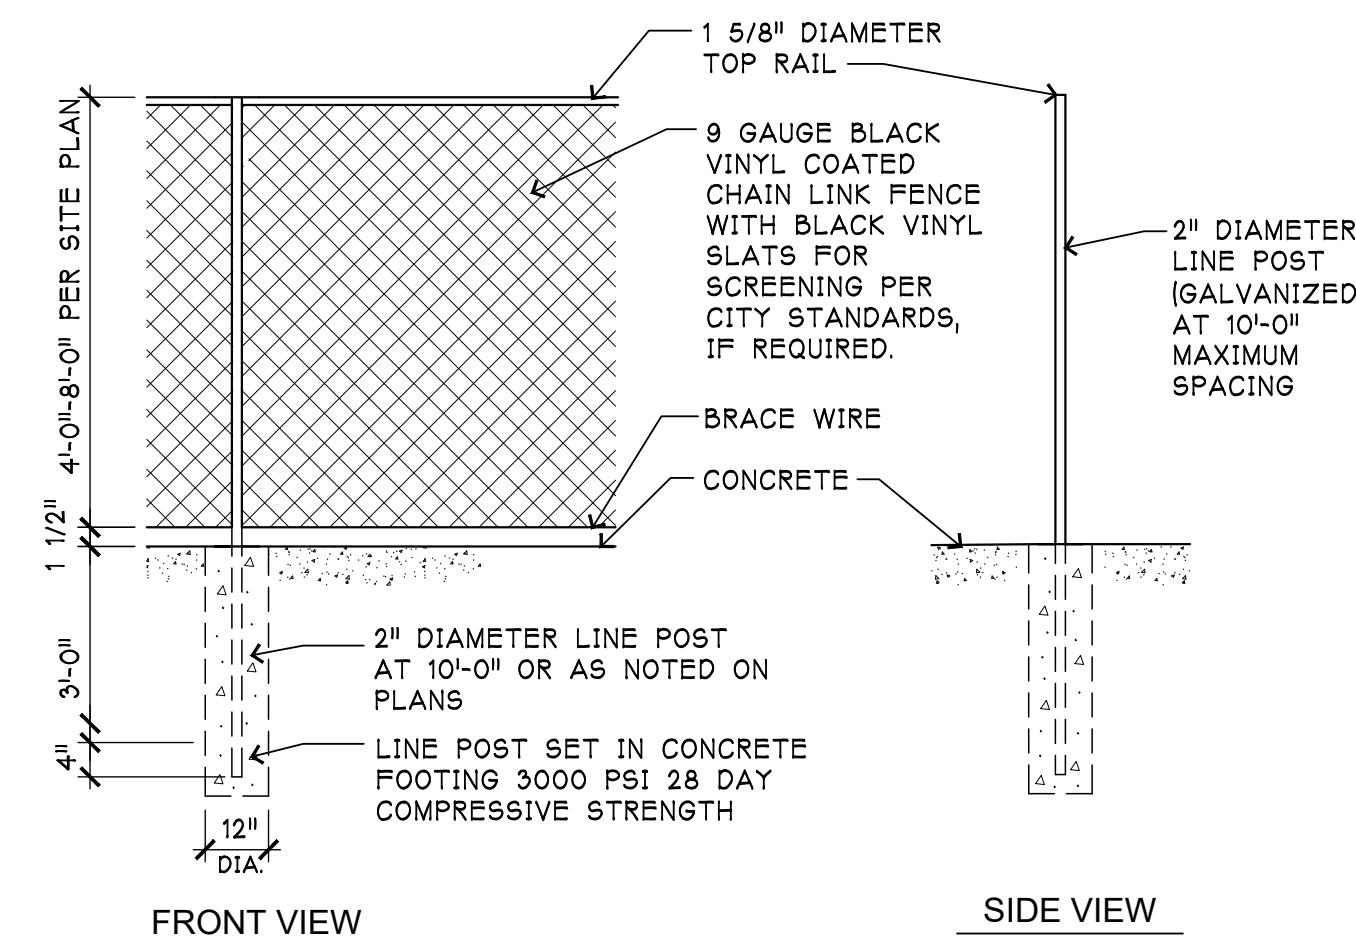 1 5/8" DIAMETER
TOP RAIL
9 GAUGE BLACK
VINYL COATED
CHAIN LINK FENCE
WITH BLACK VINYL
SLATS FOR
SCREENING PER
CITY STANDARDS,
IF REQUIRED.
2" DIAMETER
LINE POST
(GALVANIZED
AT 10'-0"
MAXIMUM
SPACING
BRACE WIRE
CONCRETE
4'-0"-8'-0" PER SITE PLAN
1 1/2"
3'-0"
4"
2" DIAMETER LINE POST
AT 10'-0" OR AS NOTED ON
PLANS
LINE POST SET IN CONCRETE
FOOTING 3000 PSI 28 DAY
COMPRESSIVE STRENGTH
12"
DIA.
FRONT VIEW
SIDE VIEW